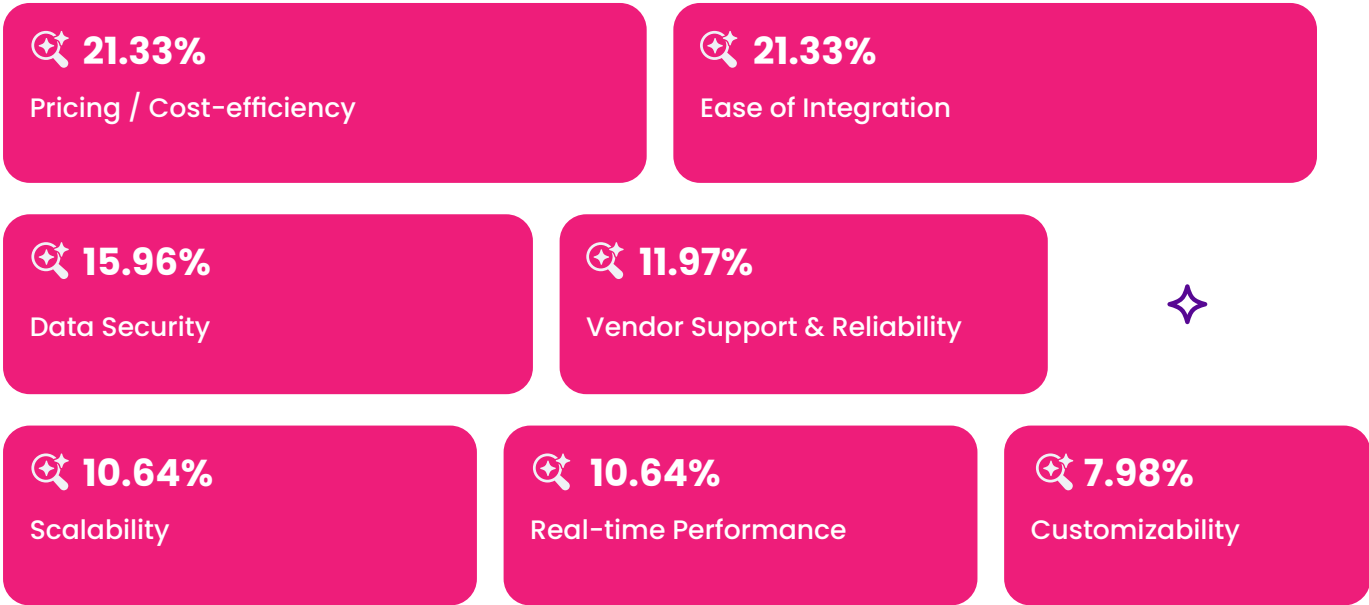 21.33%
Pricing / Cost-efficiency
21.33%
Ease of Integration
15.96%
Data Security
11.97%
Vendor Support & Reliability
10.64%
Scalability
10.64%
Real-time Performance
7.98%
Customizability